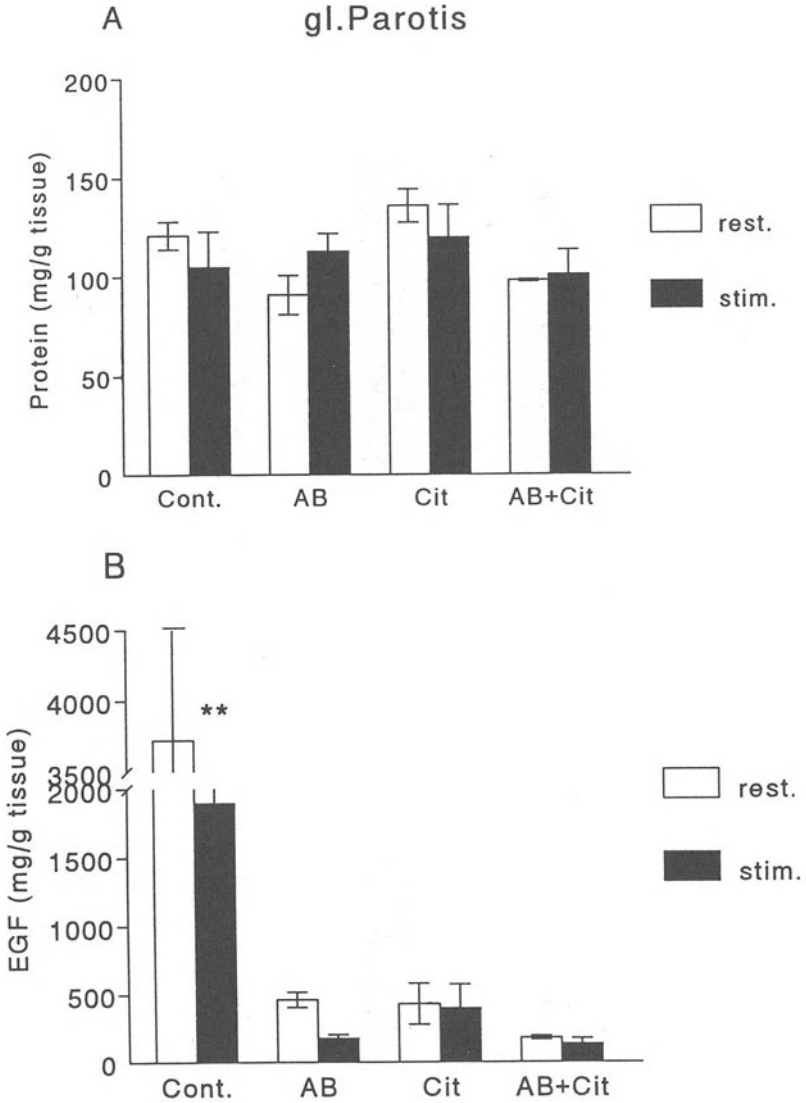 A
gl.Parotis
Protein (mg/g tissue)
200
150
100
50
0
Cont.
AB
Cit
AB+Cit
rest.
stim.
B
EGF (mg/g tissue)
4500
4000
3500
2000
1500
1000
500
0
**
Cont.
AB
Cit
AB+Cit
rest.
stim.